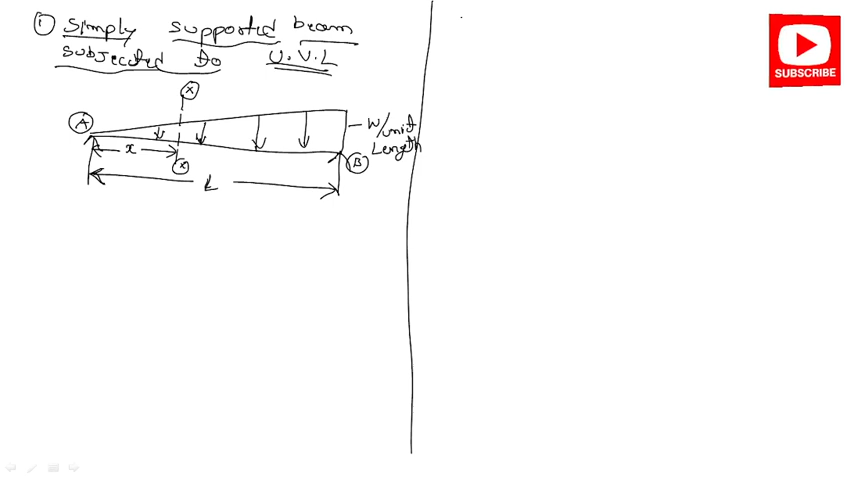 ① Simply supported beam
subjected to U.V.L
X
A
W/unit
Length
x
X
B
L
SUBSCRIBE